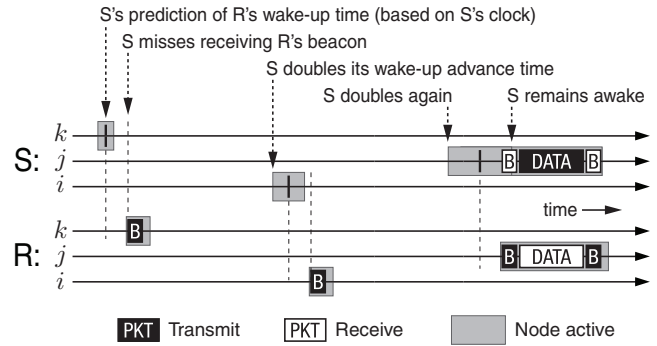 S's prediction of R's wake-up time (based on S's clock)
S misses receiving R's beacon
S doubles its wake-up advance time
S doubles again S remains awake
S:
k
j B DATA B
i
time
R:
k B
j B DATA B
i B
PKT Transmit PKT Receive Node active